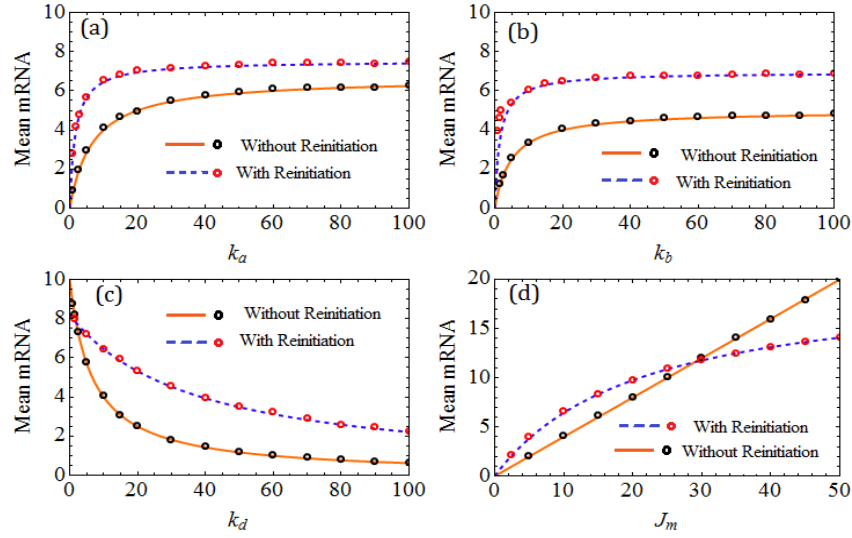 (a)
Mean mRNA
10
8
6
4
2
0
0 20 40 60 80 100
k_a
Without Reinitiation
With Reinitiation
(b)
Mean mRNA
10
8
6
4
2
0
0 20 40 60 80 100
k_b
Without Reinitiation
With Reinitiation
(c)
Mean mRNA
10
8
6
4
2
0
0 20 40 60 80 100
k_d
Without Reinitiation
With Reinitiation
(d)
Mean mRNA
20
15
10
5
0
0 10 20 30 40 50
J_m
With Reinitiation
Without Reinitiation